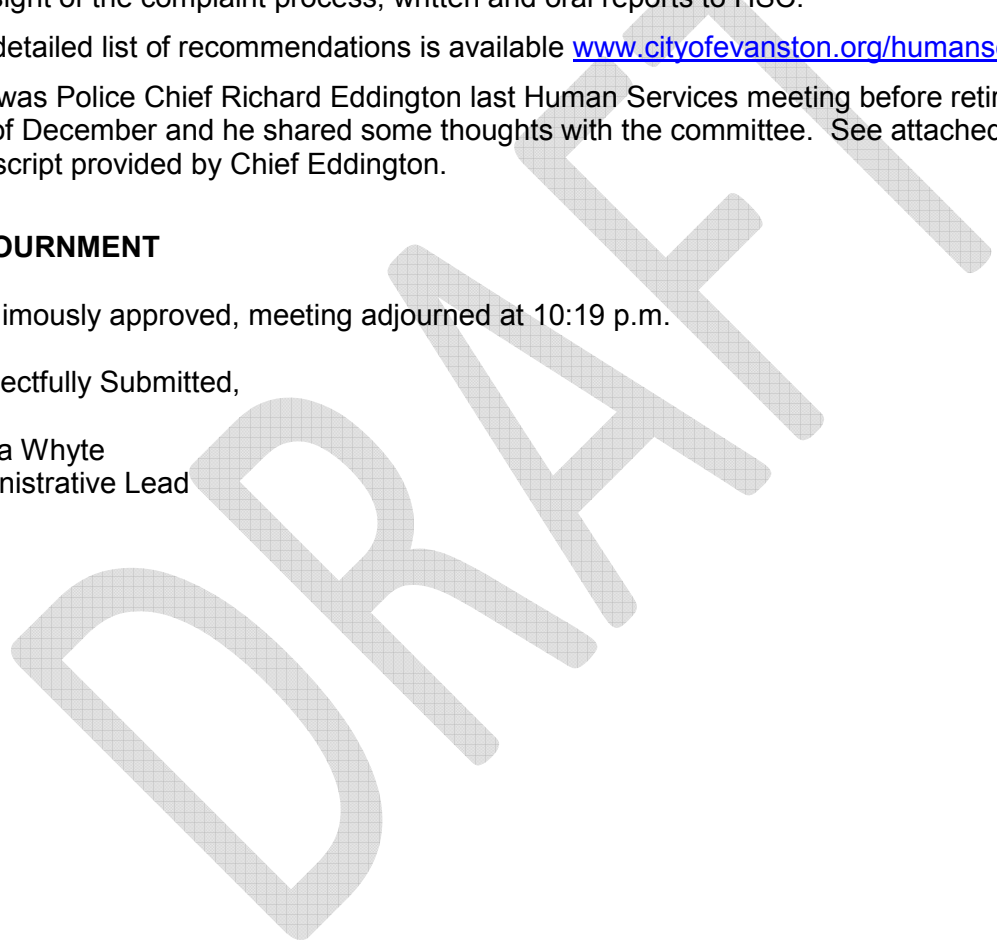 sight of the complaint process, written and oral reports to HSC.
detailed list of recommendations is available www.cityofevanston.org/humanse
was Police Chief Richard Eddington last Human Services meeting before retir
of December and he shared some thoughts with the committee. See attached
script provided by Chief Eddington.
OURNMENT
imously approved, meeting adjourned at 10:19 p.m.
ectfully Submitted,
a Whyte
nistrative Lead
DRAFT